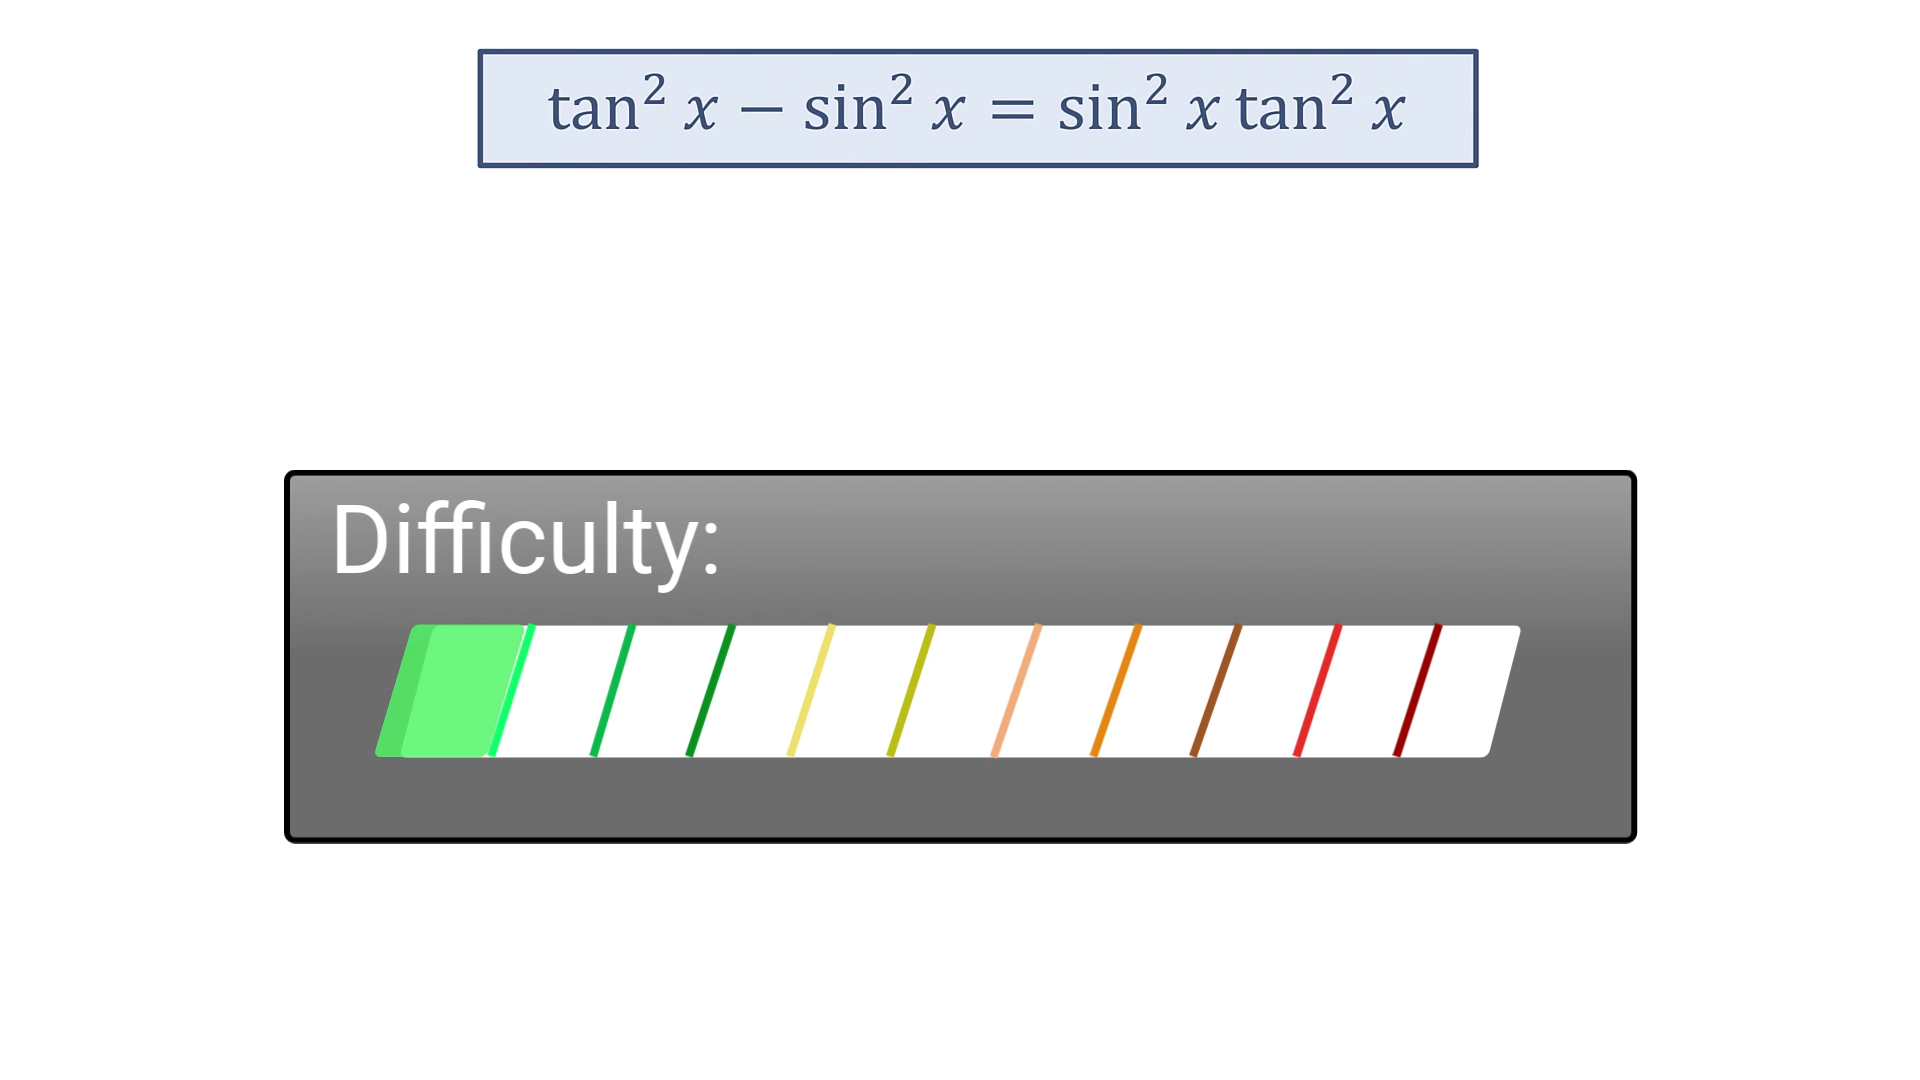 tan² x − sin² x = sin² x tan² x
Difficulty: